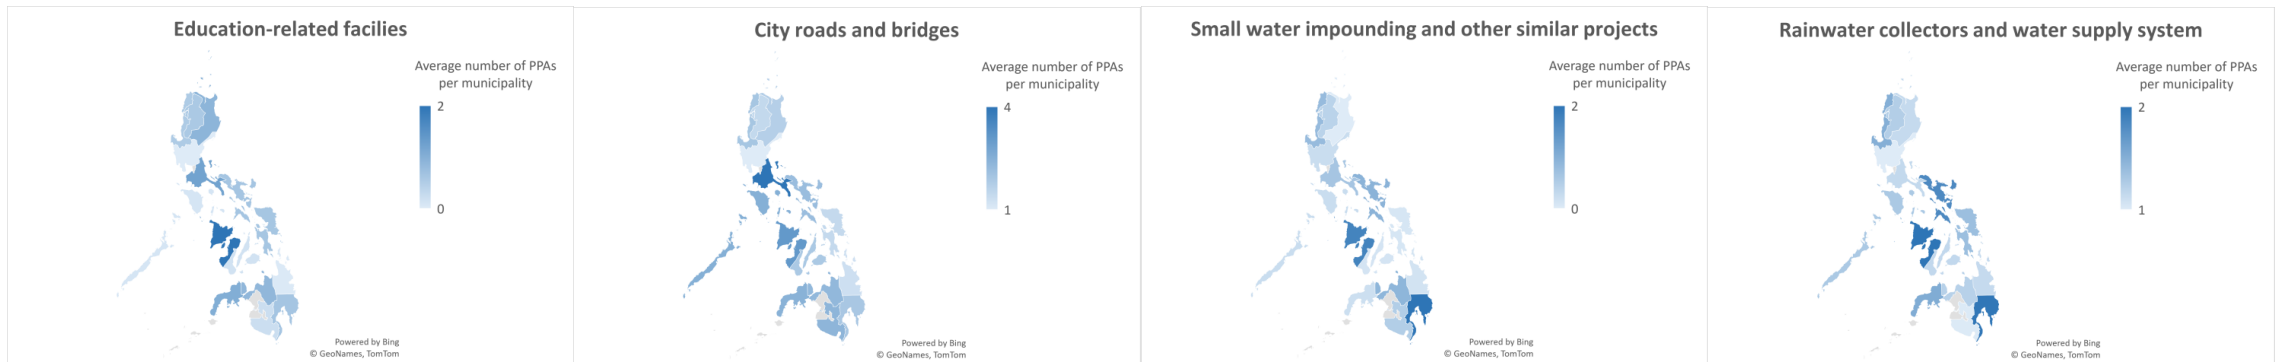 Education-related facilies
Average number of PPAs
per municipality
2
0
Powered by Bing
© GeoNames, TomTom
City roads and bridges
Average number of PPAs
per municipality
4
1
Powered by Bing
© GeoNames, TomTom
Small water impounding and other similar projects
Average number of PPAs
per municipality
2
0
Powered by Bing
© GeoNames, TomTom
Rainwater collectors and water supply system
Average number of PPAs
per municipality
2
1
Powered by Bing
© GeoNames, TomTom